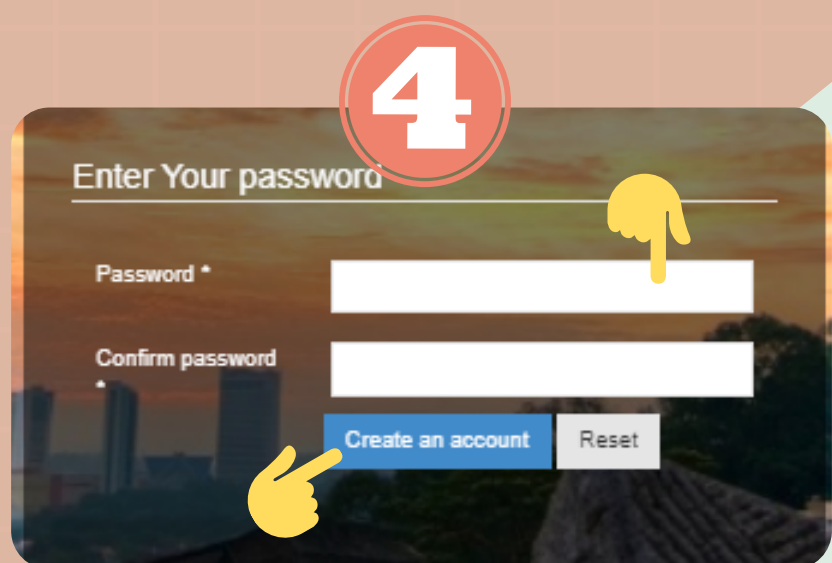 4
Enter Your password
Password *
Confirm password
*
Create an account Reset